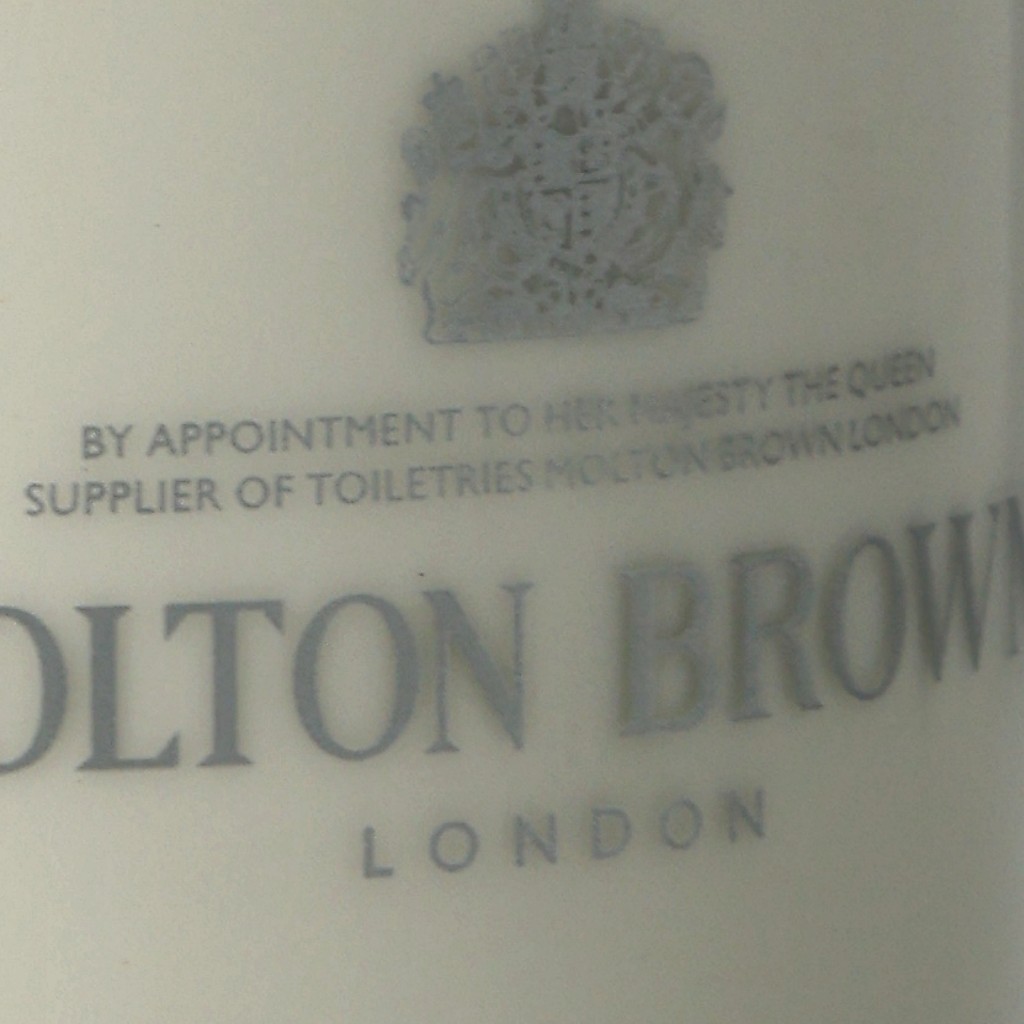 BY APPOINTMENT TO HER MAJESTY THE QUEEN
SUPPLIER OF TOILETRIES MOLTON BROWN LONDON
OLTON BROWN
LONDON